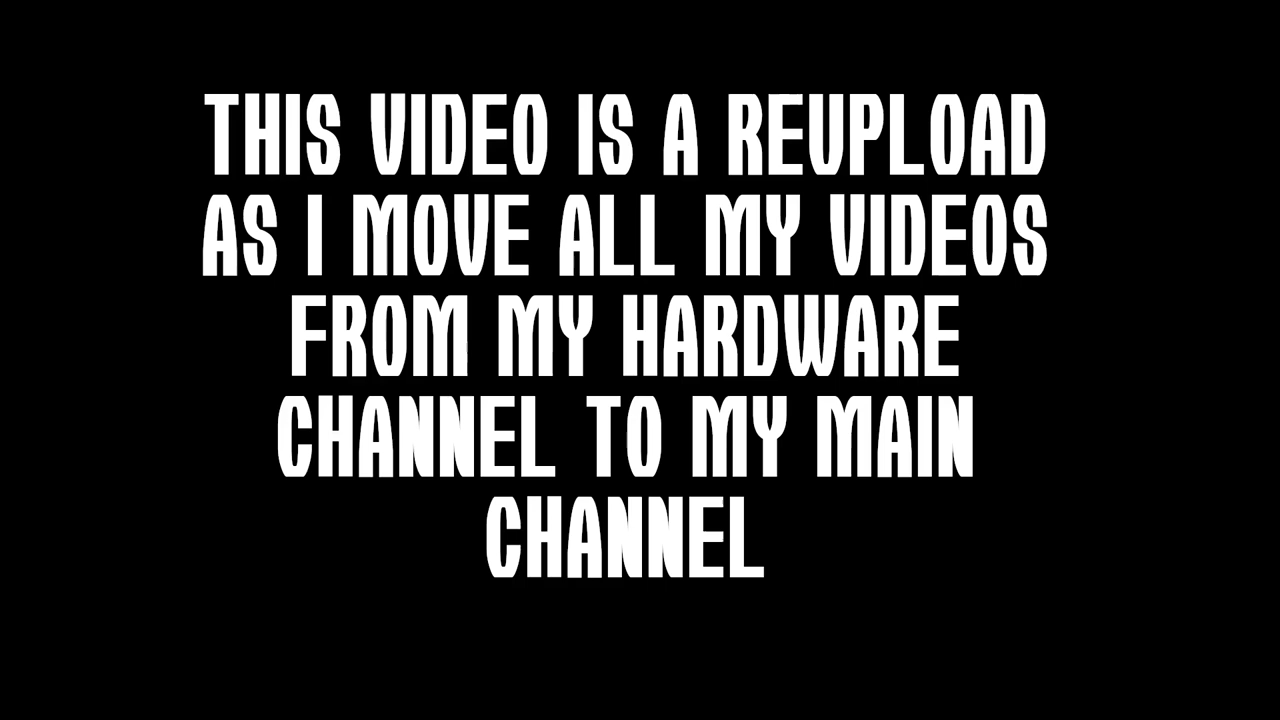 THIS VIDEO IS A REUPLOAD
AS I MOVE ALL MY VIDEOS
FROM MY HARDWARE
CHANNEL TO MY MAIN
CHANNEL